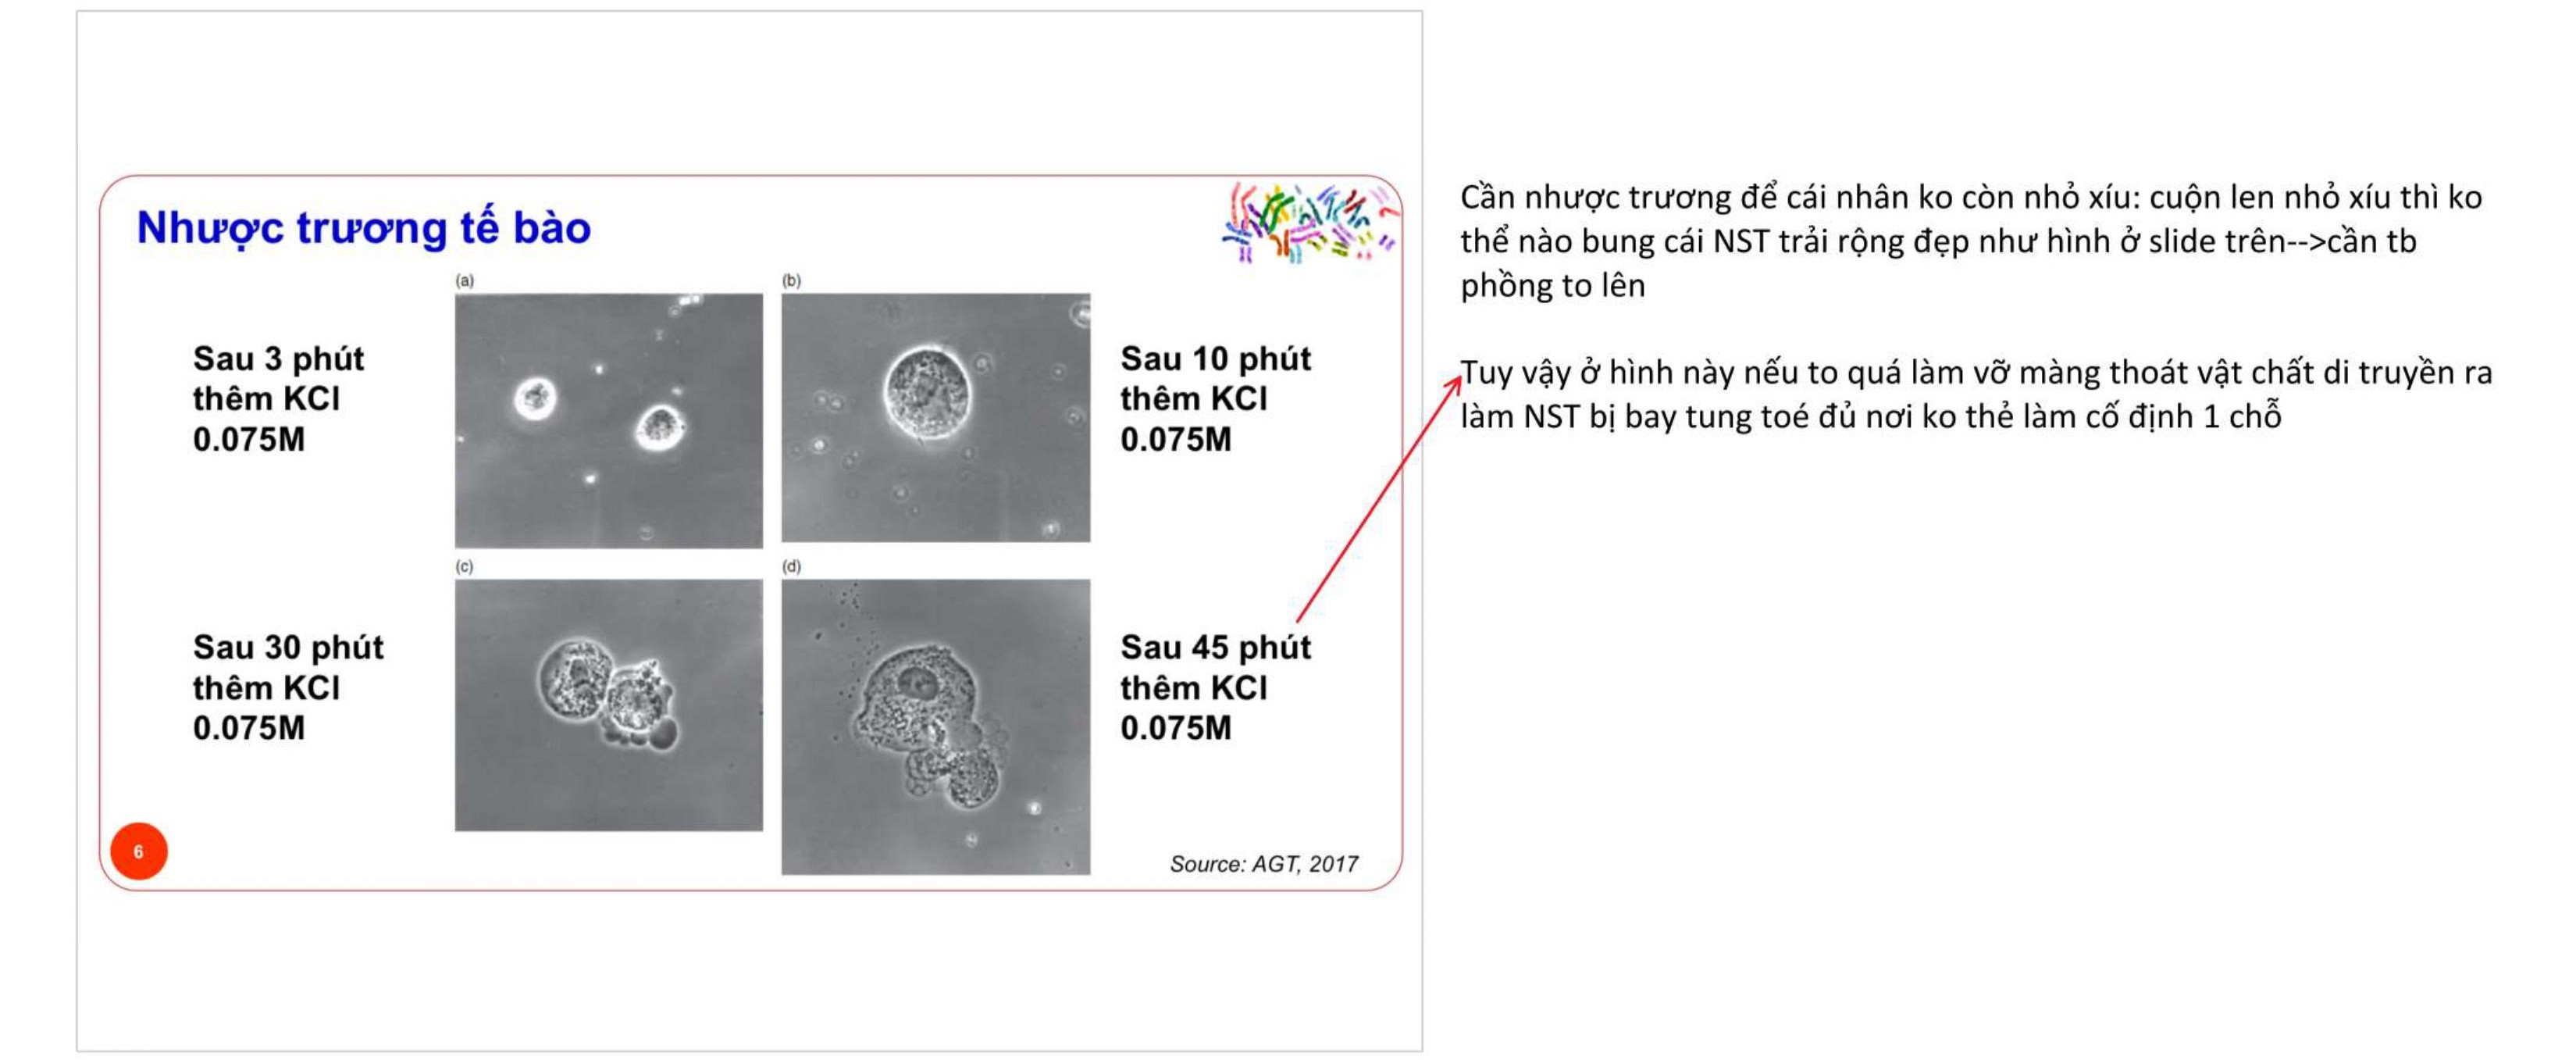 Nhược trương tế bào
(a)
(b)
Sau 3 phút
thêm KCl
0.075M
Sau 10 phút
thêm KCl
0.075M
(c)
(d)
Sau 30 phút
thêm KCl
0.075M
Sau 45 phút
thêm KCl
0.075M
6
Source: AGT, 2017
Cần nhược trương để cái nhân ko còn nhỏ xíu: cuộn len nhỏ xíu thì ko
thể nào bung cái NST trải rộng đẹp như hình ở slide trên-->cần tb
phồng to lên
Tuy vậy ở hình này nếu to quá làm vỡ màng thoát vật chất di truyền ra
làm NST bị bay tung toé đủ nơi ko thẻ làm cố định 1 chỗ